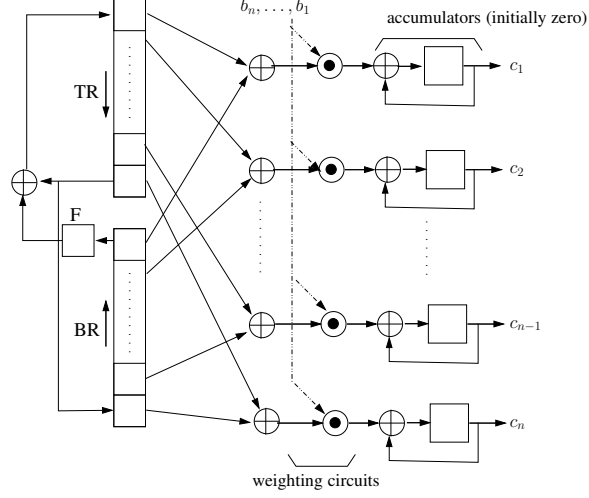 b_n, . . . , b_1
accumulators (initially zero)
c_1
TR
c_2
F
BR
c_{n−1}
c_n
weighting circuits